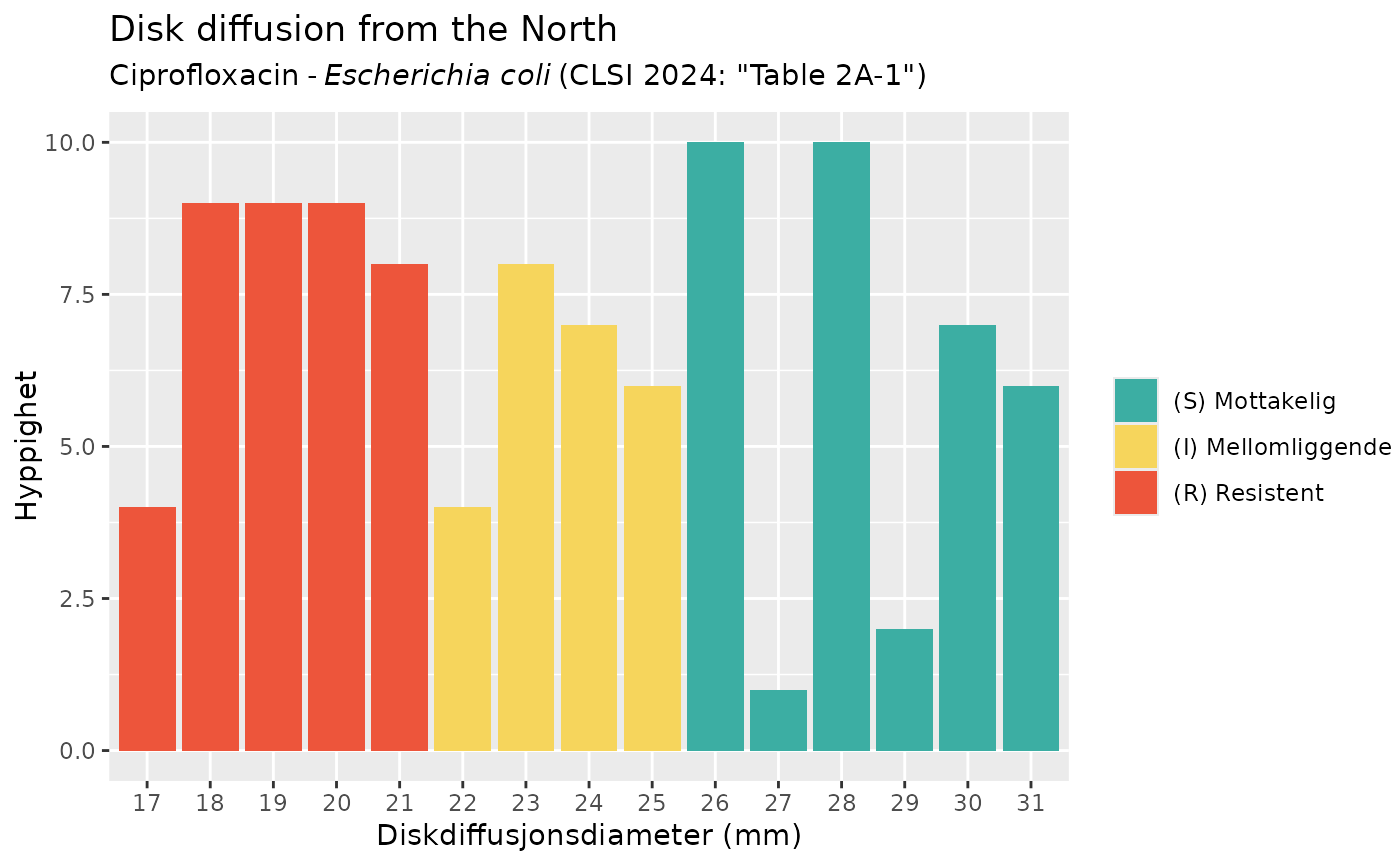 Disk diffusion from the North
Ciprofloxacin - Escherichia coli (CLSI 2024: "Table 2A-1")
Hyppighet
10.0
7.5
5.0
2.5
0.0
17 18 19 20 21 22 23 24 25 26 27 28 29 30 31
Diskdiffusjonsdiameter (mm)
(S) Mottakelig
(I) Mellomliggende
(R) Resistent